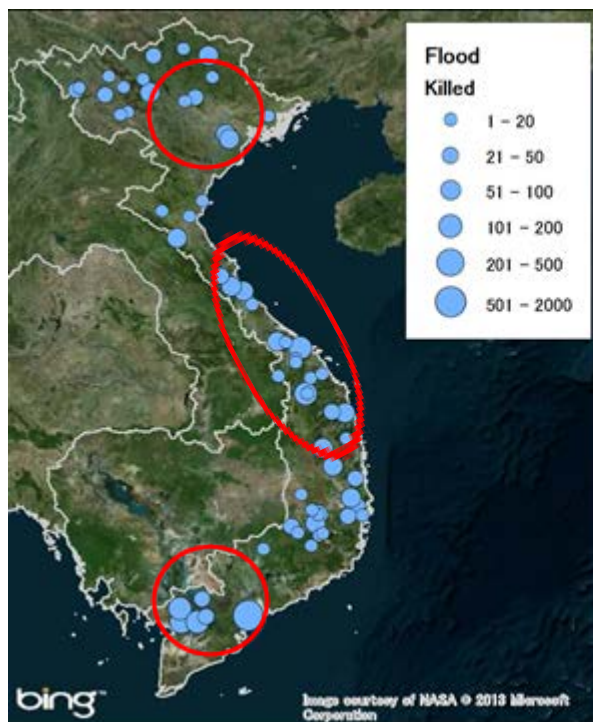 Flood
Killed
1 – 20
21 – 50
51 – 100
101 – 200
201 – 500
501 – 2000
bing™
Image courtesy of NASA © 2013 Microsoft
Corporation